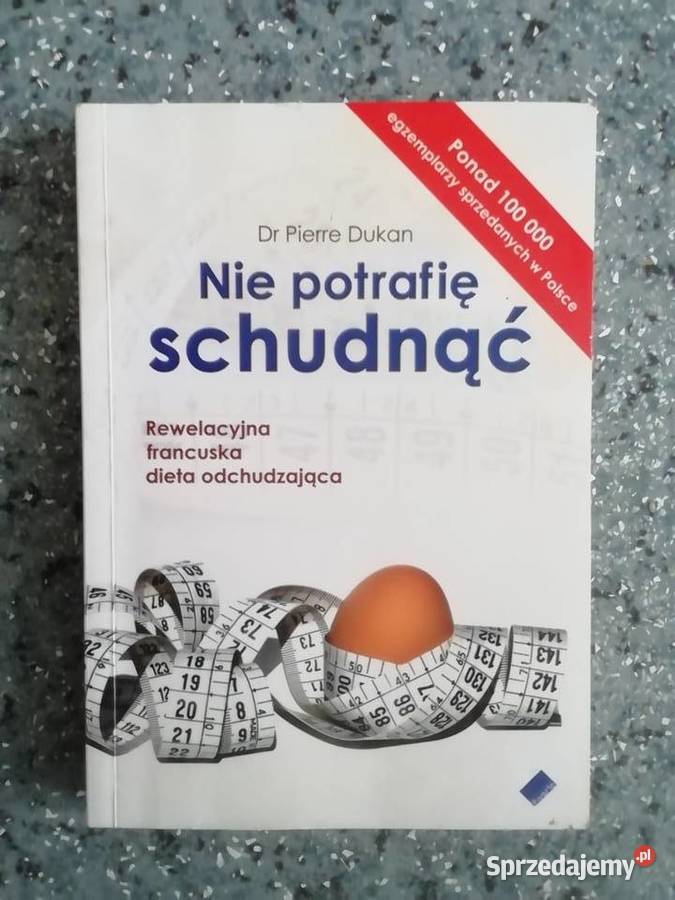 Ponad 100 000
egzemplarzy sprzedanych w Polsce
Dr Pierre Dukan
Nie potrafię
schudnąć
Rewelacyjna
francuska
dieta odchudzająca
Sprzedajemy.pl